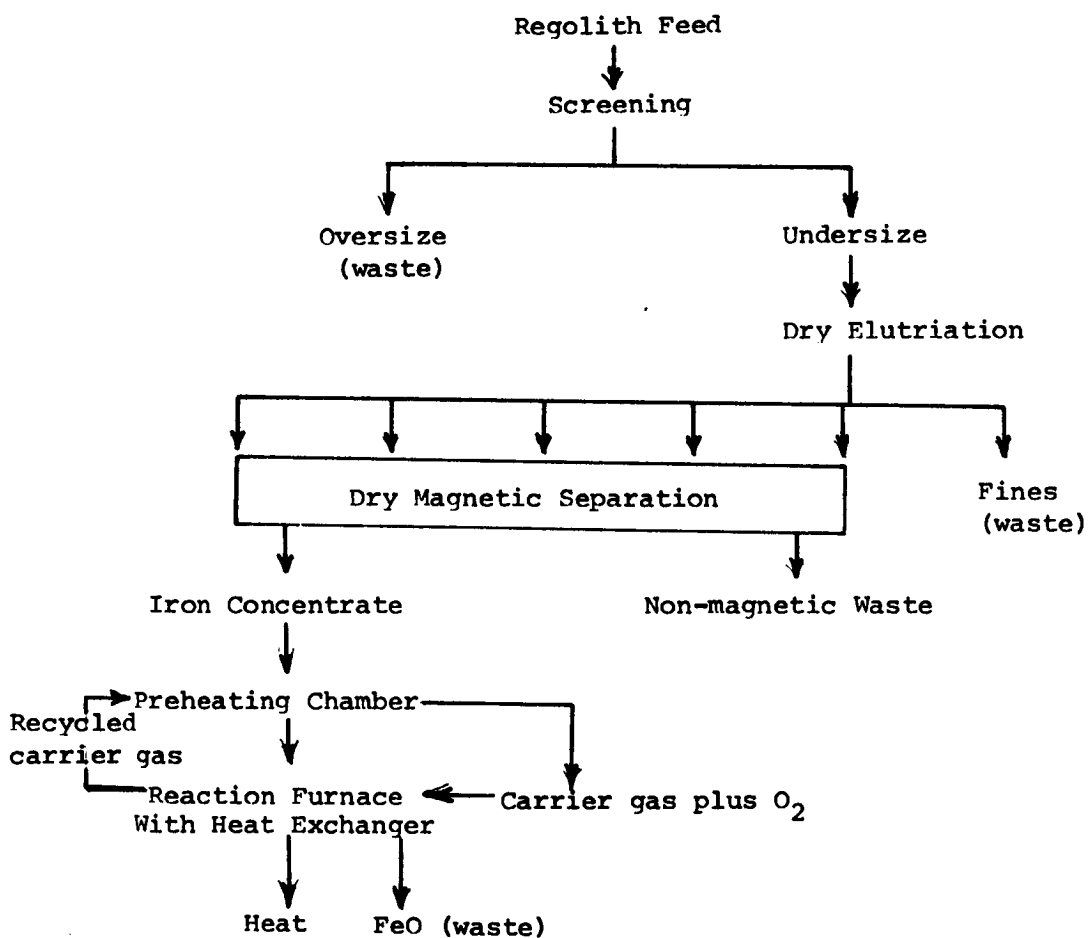 Regolith Feed
Screening
Oversize
(waste)
Undersize
Dry Elutriation
Dry Magnetic Separation
Fines
(waste)
Iron Concentrate
Non-magnetic Waste
Preheating Chamber
Recycled
carrier gas
Reaction Furnace
With Heat Exchanger
Carrier gas plus O2
Heat
FeO (waste)